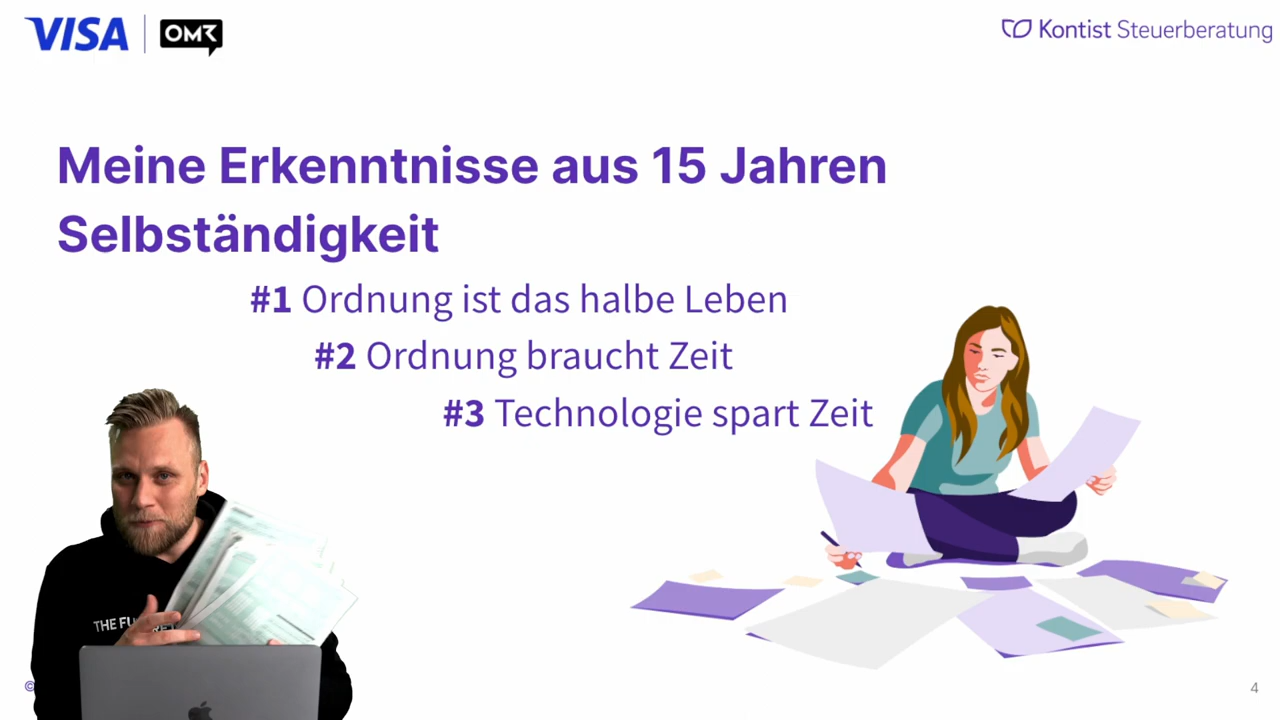 VISA
OMR
Kontist Steuerberatung
Meine Erkenntnisse aus 15 Jahren
Selbständigkeit
#1 Ordnung ist das halbe Leben
#2 Ordnung braucht Zeit
#3 Technologie spart Zeit
THE
©
4